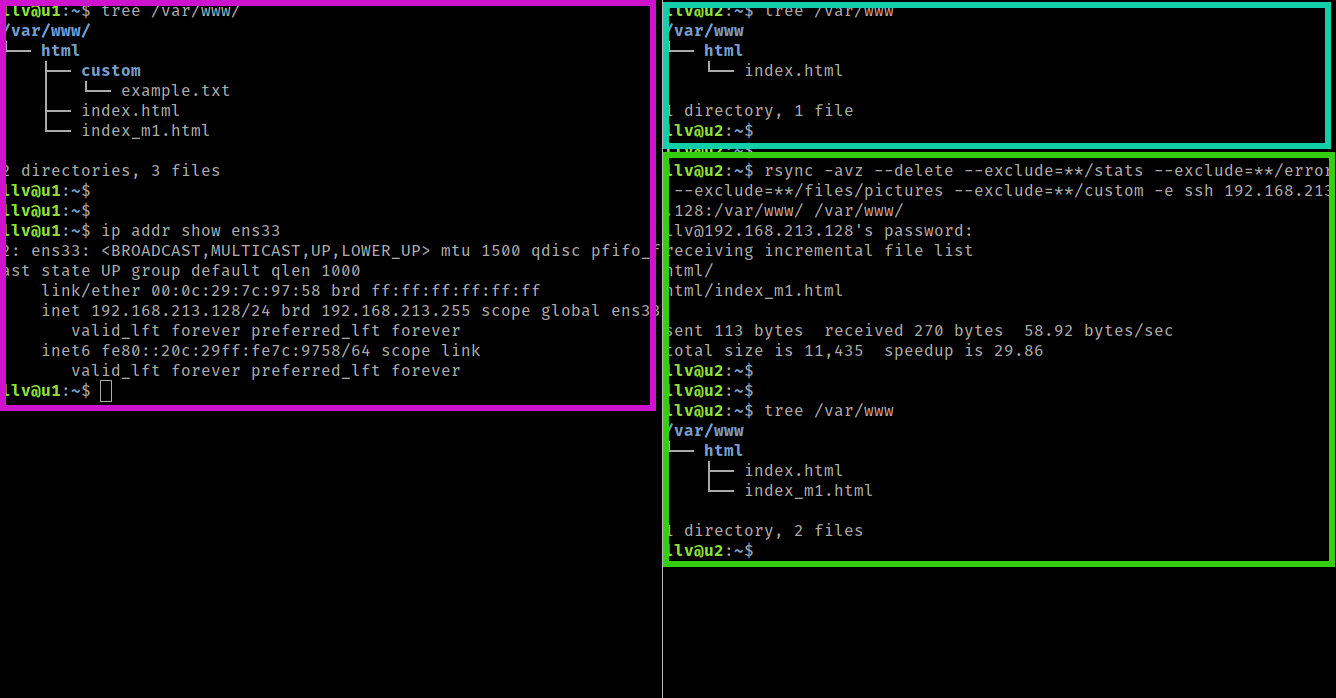 llv@u1:~$ tree /var/www/
/var/www/
└── html
    ├── custom
    │   └── example.txt
    ├── index.html
    └── index_m1.html

2 directories, 3 files
llv@u1:~$
llv@u1:~$
llv@u1:~$ ip addr show ens33
2: ens33: <BROADCAST,MULTICAST,UP,LOWER_UP> mtu 1500 qdisc pfifo_f
ast state UP group default qlen 1000
    link/ether 00:0c:29:7c:97:58 brd ff:ff:ff:ff:ff:ff
    inet 192.168.213.128/24 brd 192.168.213.255 scope global ens33
       valid_lft forever preferred_lft forever
    inet6 fe80::20c:29ff:fe7c:9758/64 scope link
       valid_lft forever preferred_lft forever
llv@u1:~$
llv@u2:~$ tree /var/www
/var/www
└── html
    └── index.html

1 directory, 1 file
llv@u2:~$
llv@u2:~$
llv@u2:~$ rsync -avz --delete --exclude=**/stats --exclude=**/error
 --exclude=**/files/pictures --exclude=**/custom -e ssh 192.168.213
.128:/var/www/ /var/www/
llv@192.168.213.128's password:
receiving incremental file list
html/
html/index_m1.html

sent 113 bytes  received 270 bytes  58.92 bytes/sec
total size is 11,435  speedup is 29.86
llv@u2:~$
llv@u2:~$
llv@u2:~$ tree /var/www
/var/www
└── html
    ├── index.html
    └── index_m1.html

1 directory, 2 files
llv@u2:~$